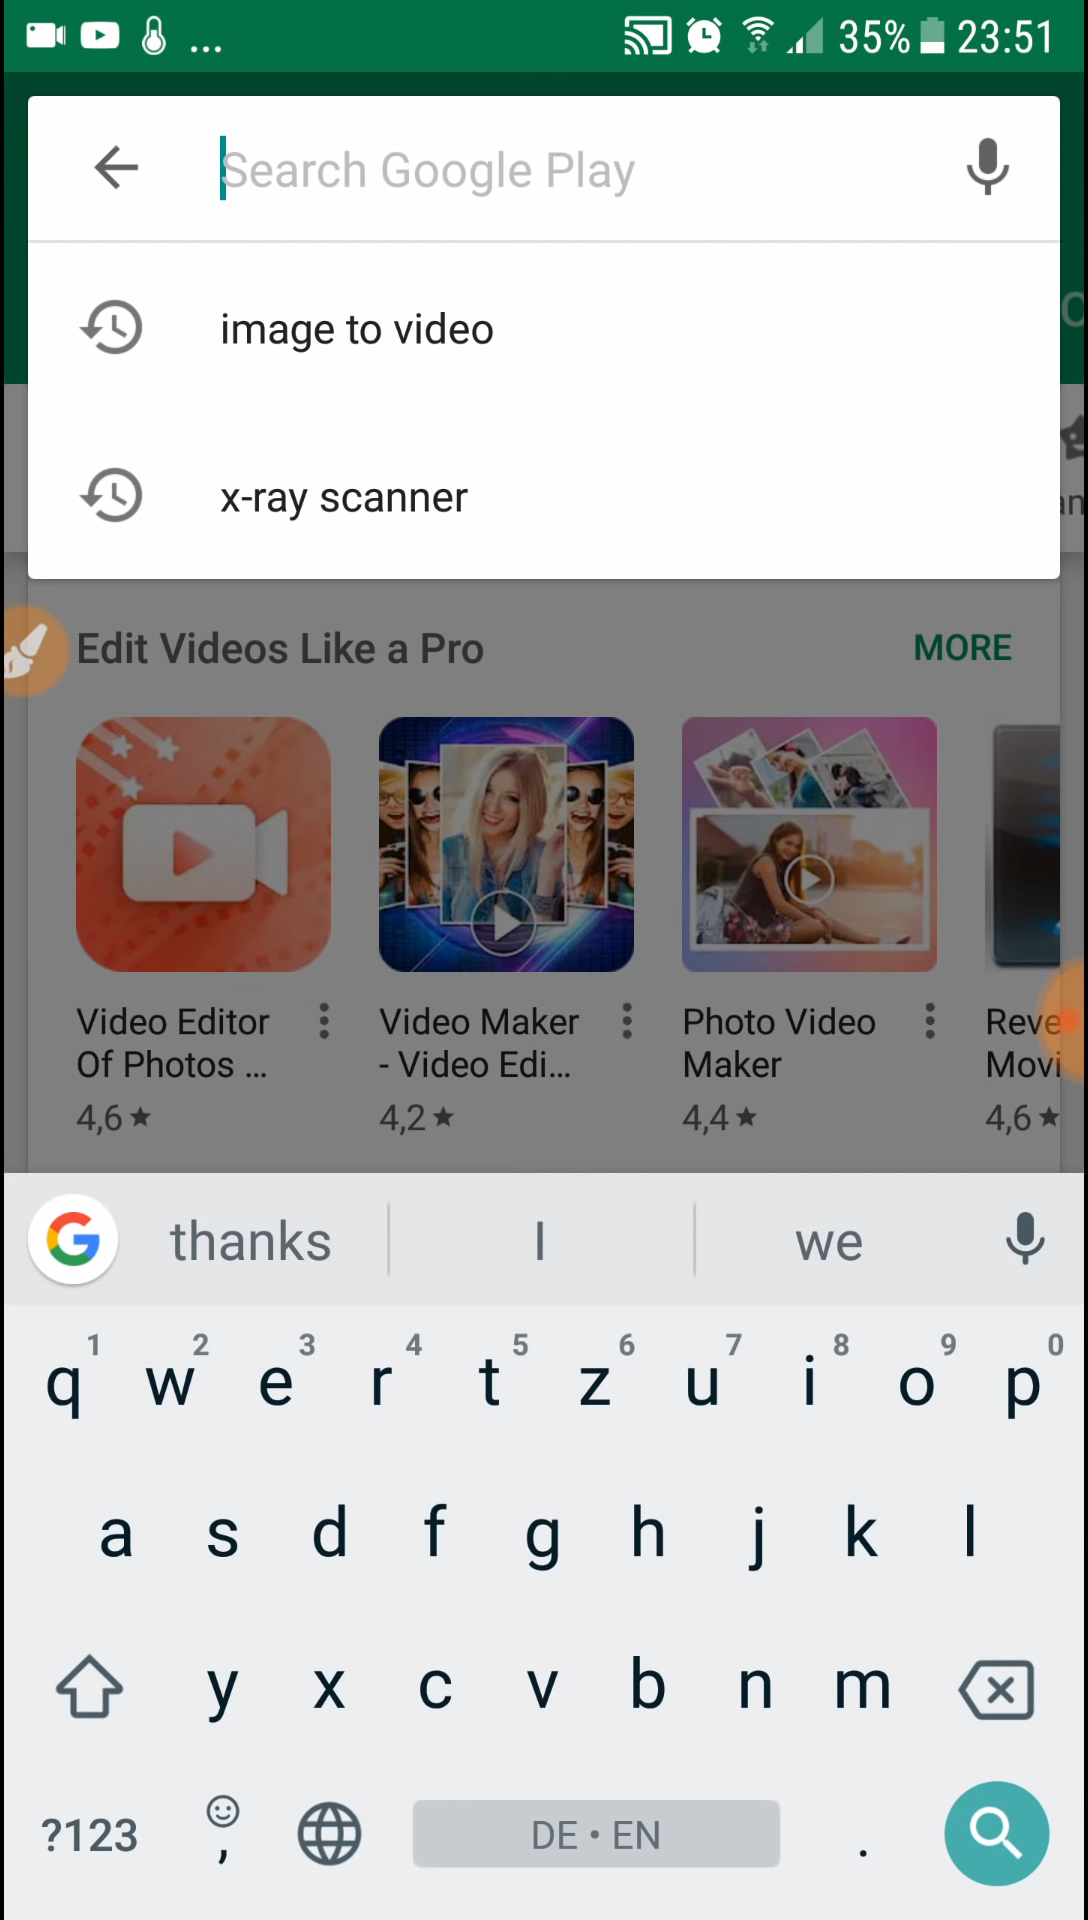 ... 35% 23:51
Search Google Play
image to video
x-ray scanner
Edit Videos Like a Pro MORE
Video Editor Of Photos ...
4,6★
Video Maker - Video Edi...
4,2★
Photo Video Maker
4,4★
4,6★
G thanks I we
1 2 3 4 5 6 7 8 9 0
q w e r t z u i o p
a s d f g h j k l
y x c v b n m
?123 , DE • EN .